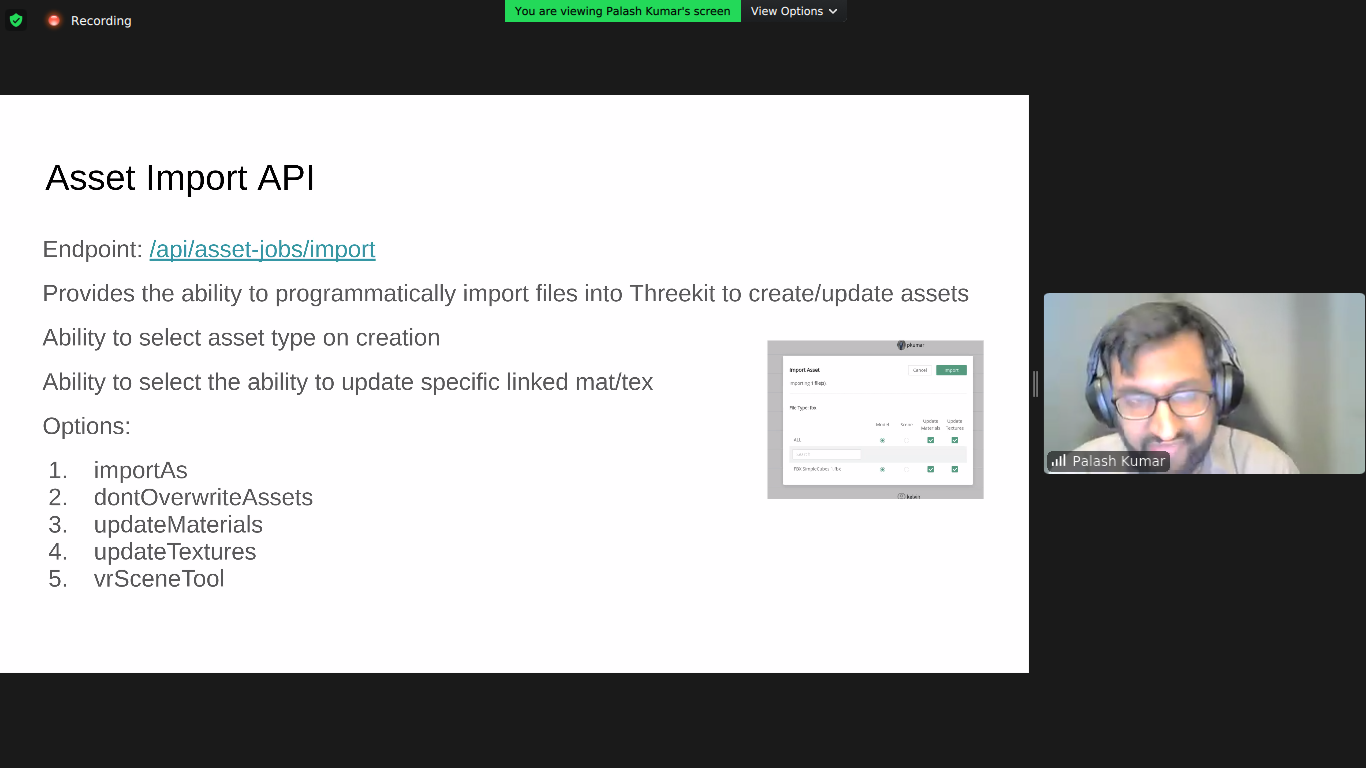 Recording
You are viewing Palash Kumar's screen View Options
Asset Import API
Endpoint: /api/asset-jobs/import
Provides the ability to programmatically import files into Threekit to create/update assets
Ability to select asset type on creation
Ability to select the ability to update specific linked mat/tex
Options:
1. importAs
2. dontOverwriteAssets
3. updateMaterials
4. updateTextures
5. vrSceneTool
pkumar
Import Asset Cancel Import
Importing 1 file(s)
File Type: fbx
Model Scene Update Materials Update Textures
ALL
kelvin
Palash Kumar